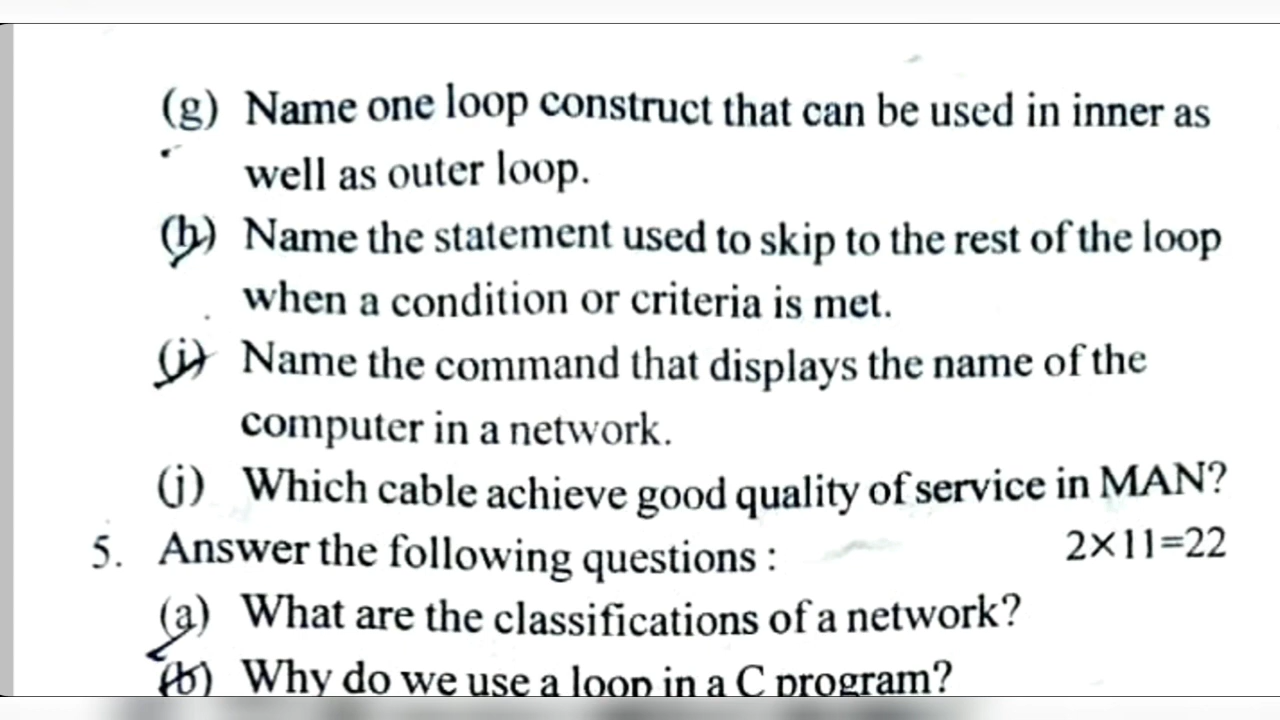 (g) Name one loop construct that can be used in inner as
well as outer loop.
(h) Name the statement used to skip to the rest of the loop
when a condition or criteria is met.
(i) Name the command that displays the name of the
computer in a network.
(j) Which cable achieve good quality of service in MAN?
5. Answer the following questions : 2×11=22
(a) What are the classifications of a network?
(b) Why do we use a loop in a C program?